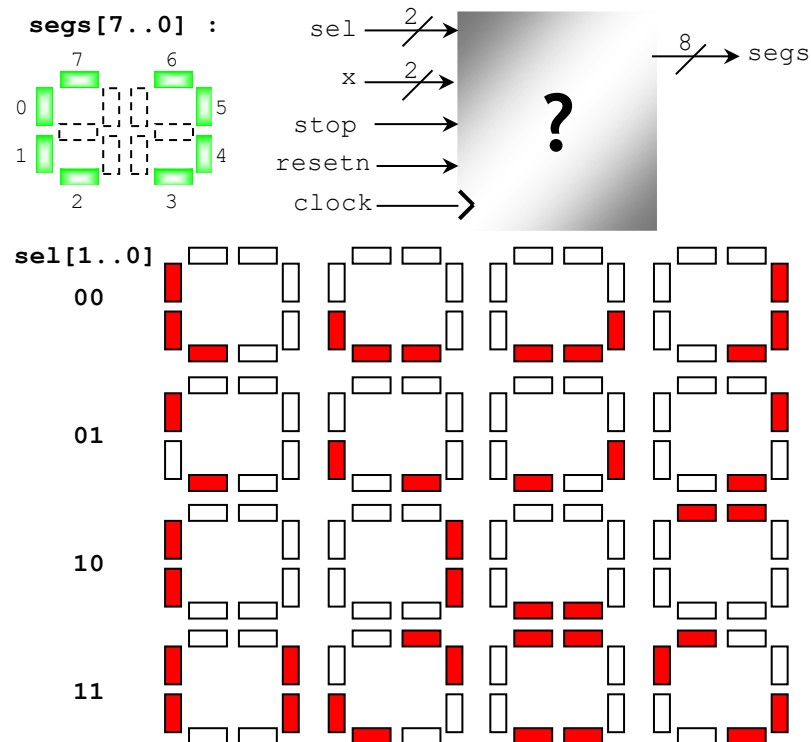 segs[7..0] :
7 6
0 5
1 4
2 3
sel 2
x 2
stop
resetn
clock
?
8 segs
sel[1..0]
00
01
10
11